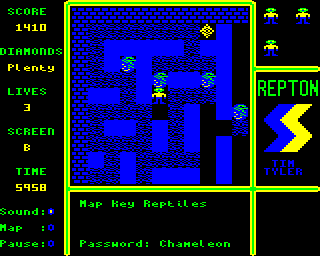 SCORE
1410
DIAMONDS
Plenty
LIVES
3
SCREEN
B
TIME
5958
Sound:
Map :
Pause:
REPTON
TIM
TYLER
Map Key Reptiles
Password: Chameleon